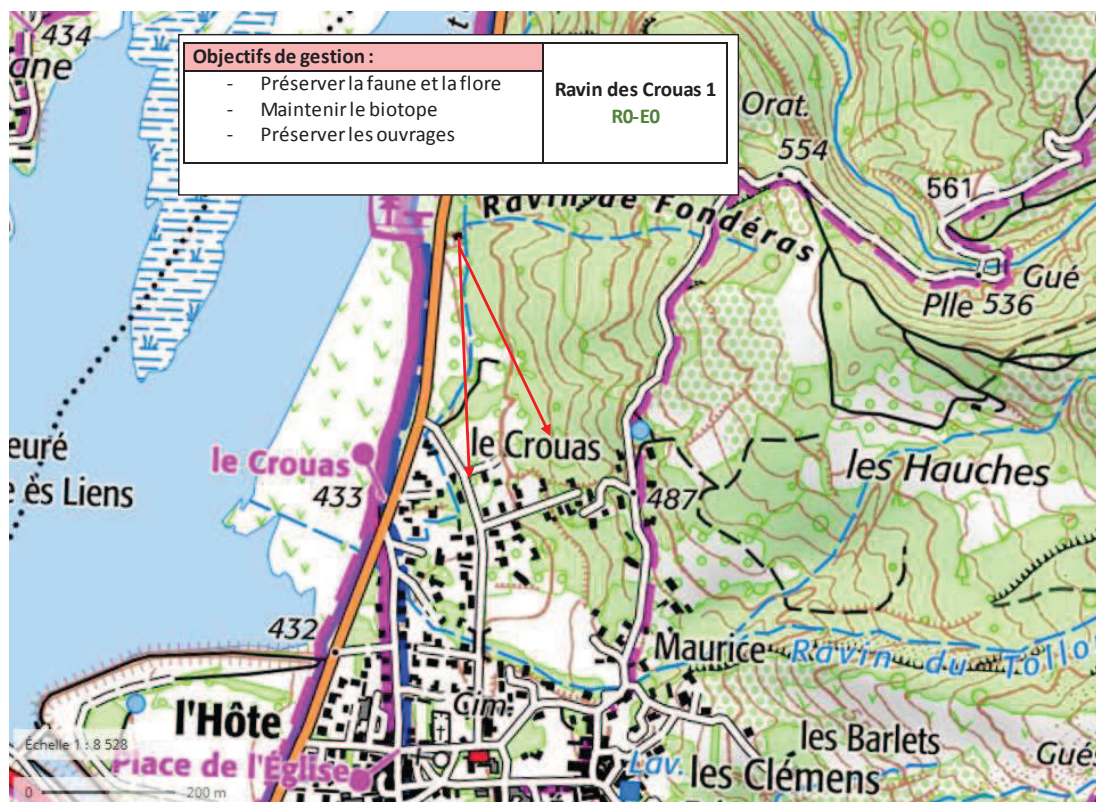 434
ane
t
Objectifs de gestion :
- Préserver la faune et la flore
- Maintenir le biotope
- Préserver les ouvrages
Ravin des Crouas 1
R0-E0
Orat.
554
561
Ravin de Fondéras
Gué
Plle 536
euré
e ès Liens
le Crouas
433
le Crouas
487
les Hauches
432
Maurice
Ravin du Tollo
l'Hôte
Cim.
les Barlets
Gués
Échelle 1 : 8 528
Place de l'Église
Lav.
les Clémens
0 200 m